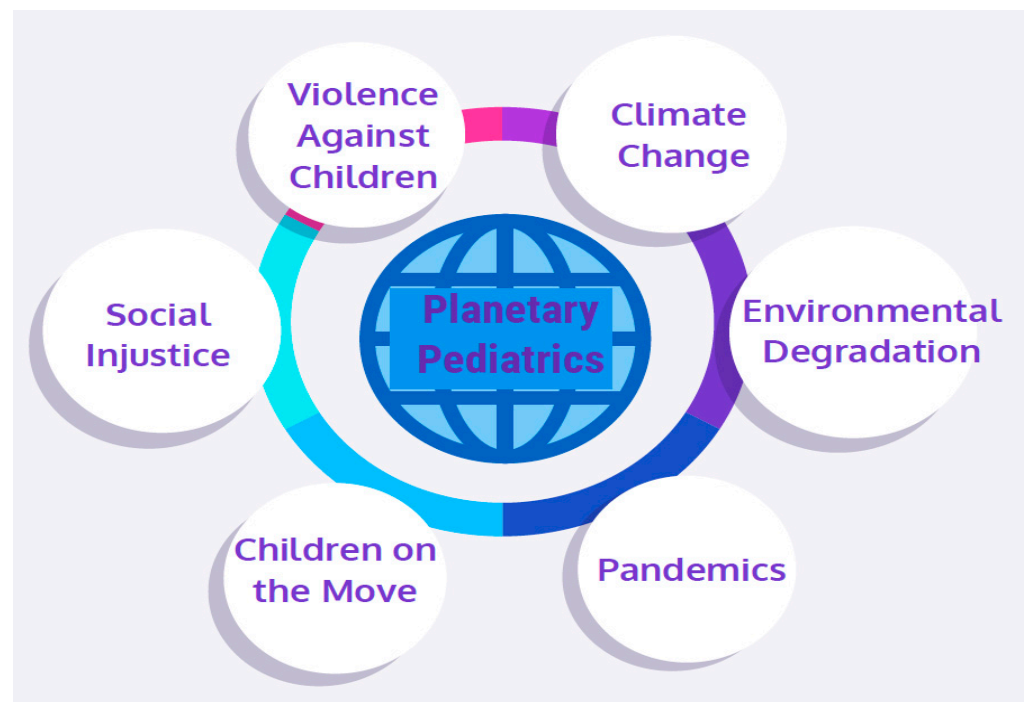 Violence
Against
Children
Climate
Change
Social
Injustice
Planetary
Pediatrics
Environmental
Degradation
Children on
the Move
Pandemics